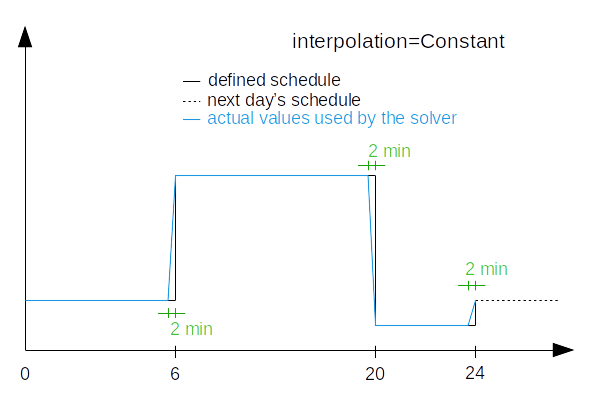 interpolation=Constant
defined schedule
next day's schedule
actual values used by the solver
2 min
2 min
2 min
0
6
20
24